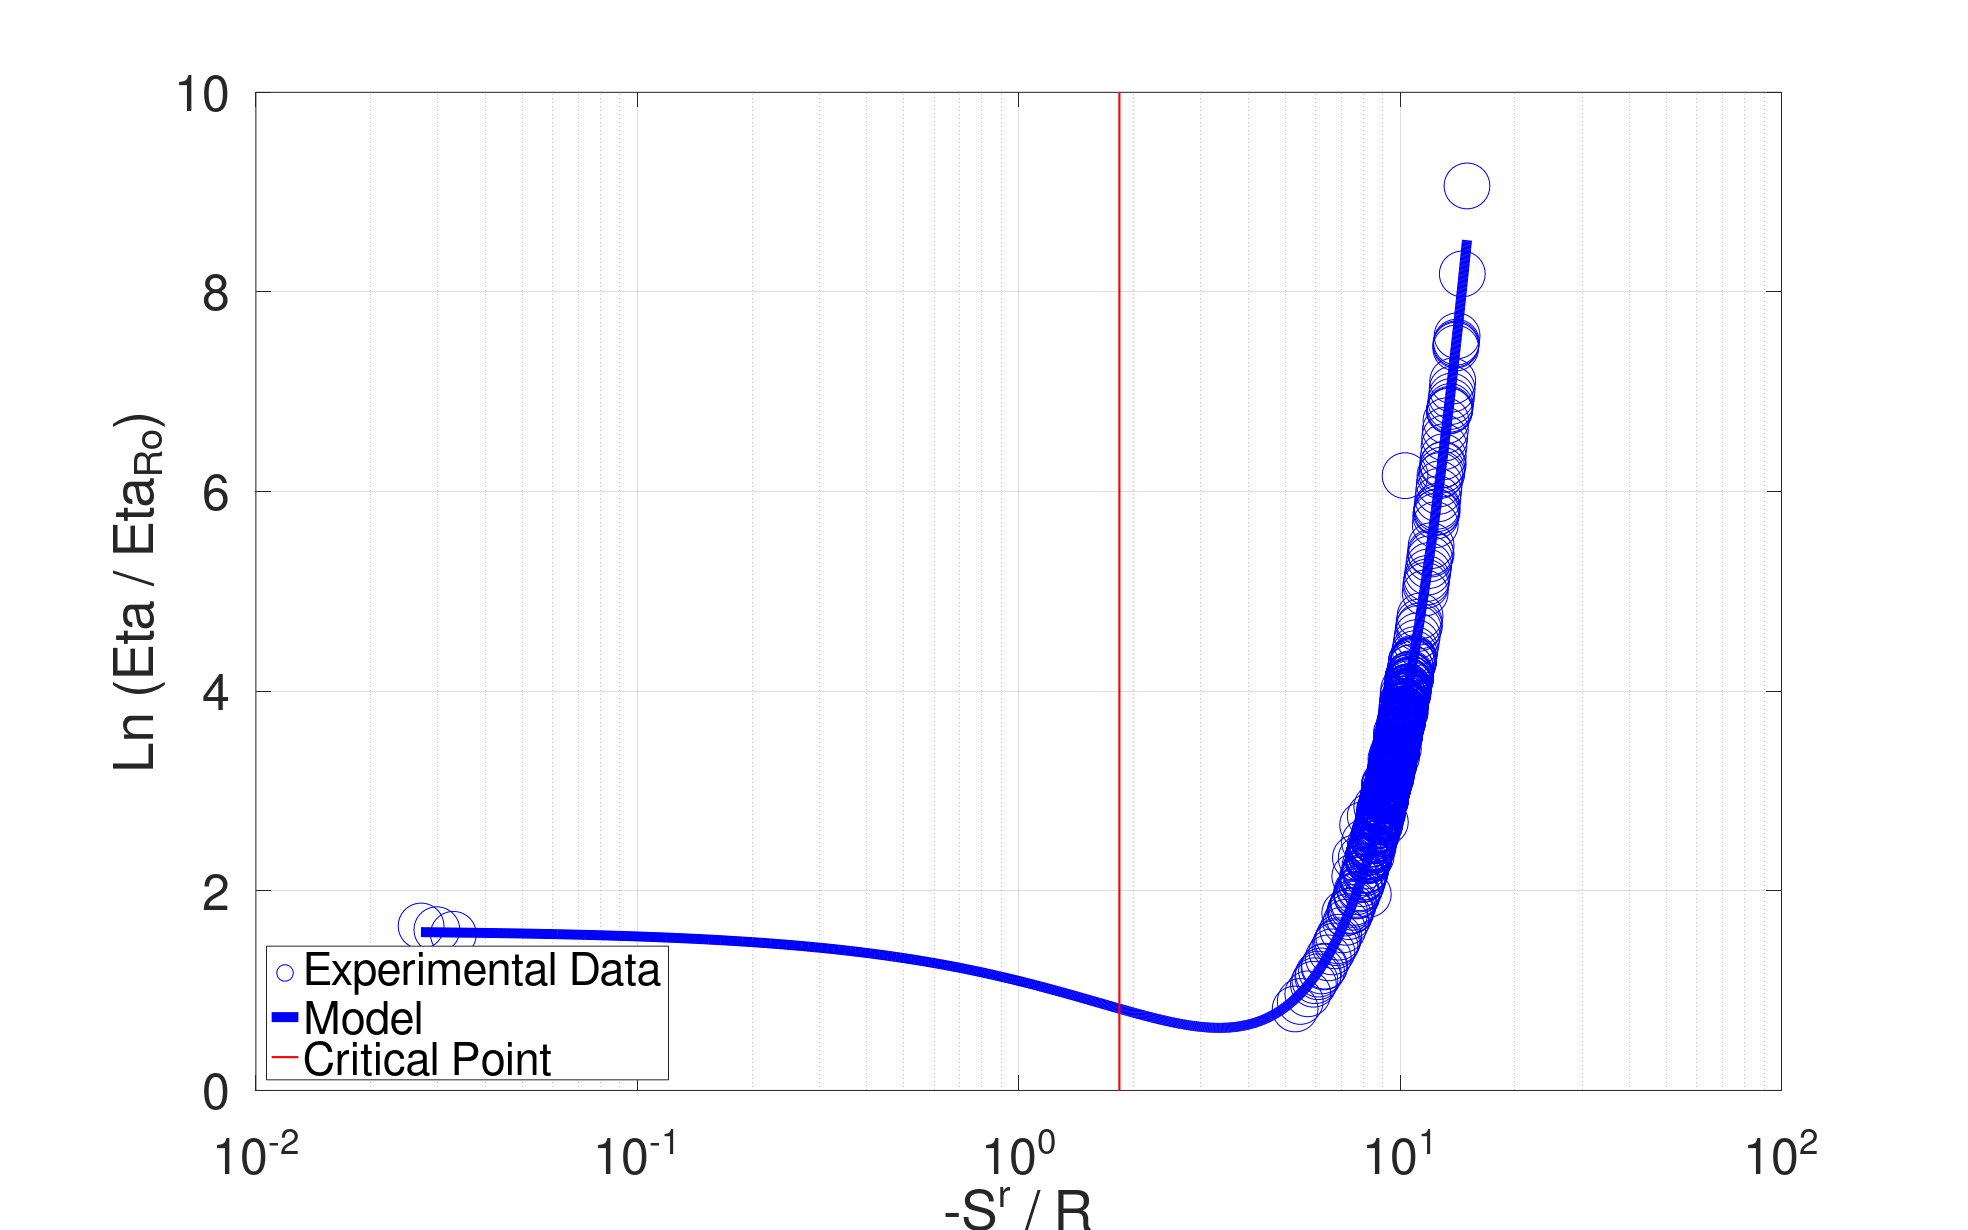 10
8
6
4
2
0
Ln (Eta / Eta_Ro)
Experimental Data
Model
Critical Point
10^-2 10^-1 10^0 10^1 10^2
-S^r / R